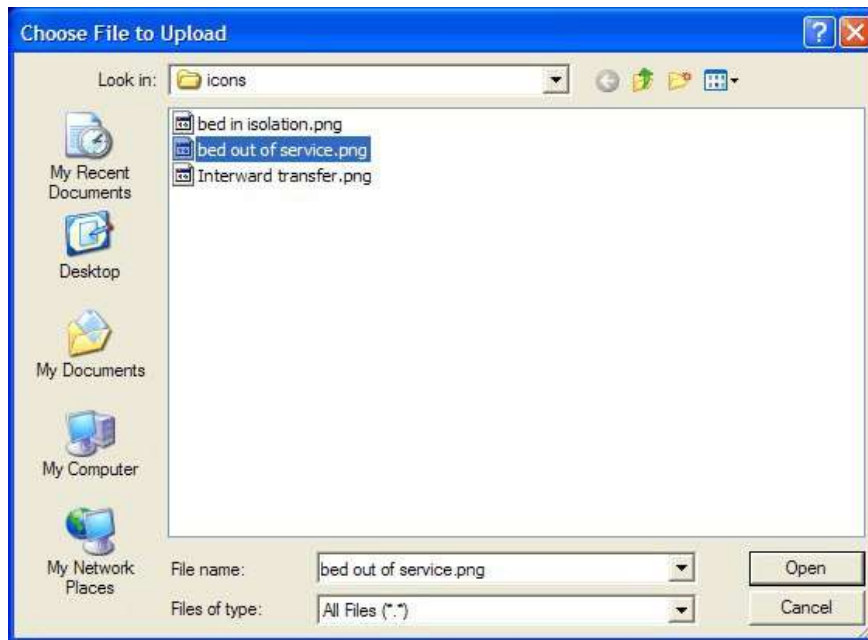 Choose File to Upload
Look in: icons
bed in isolation.png
bed out of service.png
Interward transfer.png
My Recent
Documents
Desktop
My Documents
My Computer
My Network
Places
File name: bed out of service.png Open
Files of type: All Files (*.*) Cancel